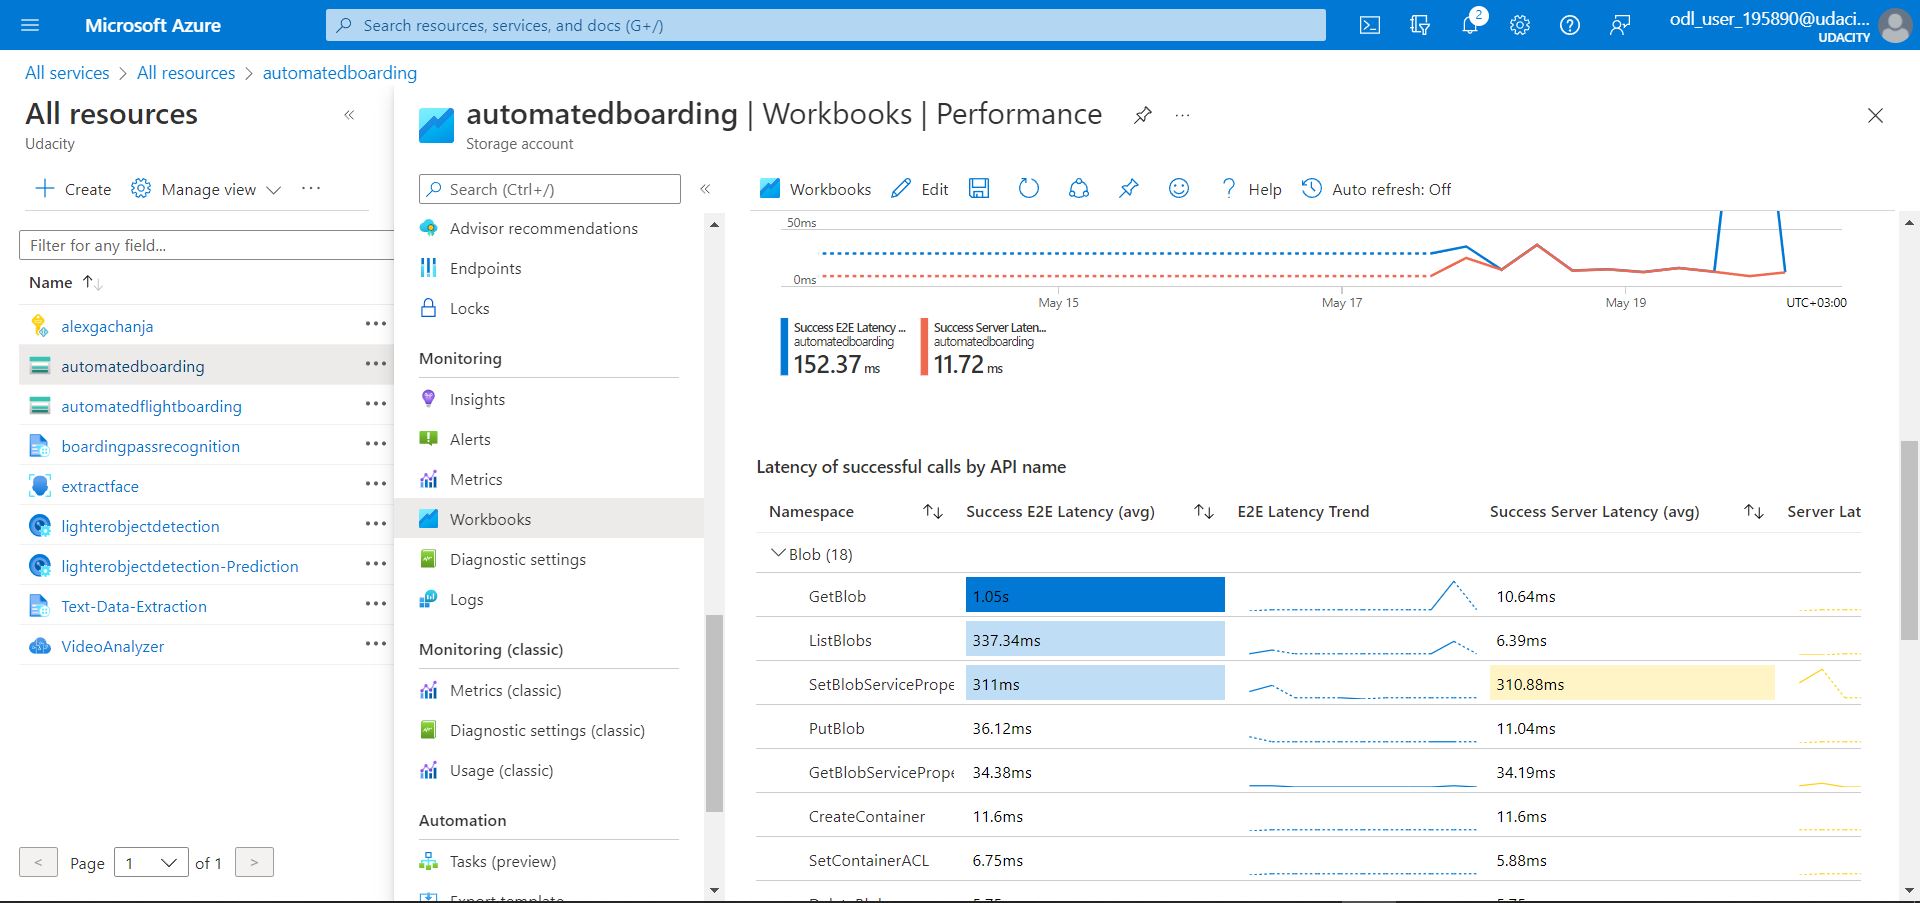 Microsoft Azure
Search resources, services, and docs (G+/)
2
odl_user_195890@udaci...
UDACITY
All services > All resources > automatedboarding
All resources
Udacity
Create
Manage view
Filter for any field...
Name
alexgachanja
automatedboarding
automatedflightboarding
boardingpassrecognition
extractface
lighterobjectdetection
lighterobjectdetection-Prediction
Text-Data-Extraction
VideoAnalyzer
< Page 1 of 1 >
automatedboarding | Workbooks | Performance
Storage account
Search (Ctrl+/)
Advisor recommendations
Endpoints
Locks
Monitoring
Insights
Alerts
Metrics
Workbooks
Diagnostic settings
Logs
Monitoring (classic)
Metrics (classic)
Diagnostic settings (classic)
Usage (classic)
Automation
Tasks (preview)
Export template
Workbooks Edit ? Help Auto refresh: Off
50ms
0ms
May 15 May 17 May 19 UTC+03:00
Success E2E Latency ...
automatedboarding
152.37 ms
Success Server Laten...
automatedboarding
11.72 ms
Latency of successful calls by API name
Namespace Success E2E Latency (avg) E2E Latency Trend Success Server Latency (avg) Server Lat
Blob (18)
GetBlob 1.05s 10.64ms
ListBlobs 337.34ms 6.39ms
SetBlobServicePrope 311ms 310.88ms
PutBlob 36.12ms 11.04ms
GetBlobServicePrope 34.38ms 34.19ms
CreateContainer 11.6ms 11.6ms
SetContainerACL 6.75ms 5.88ms